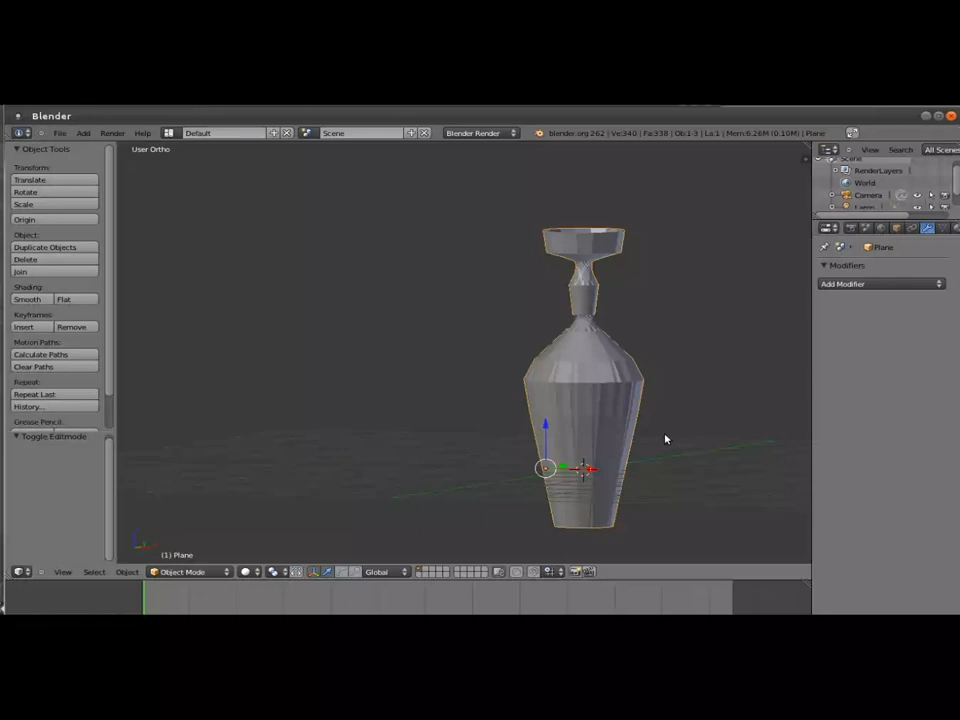 Blender
File Add Render Help Default Scene Blender Render blender.org 262 | Ve:340 | Fa:338 | Ob:1-3 | La:1 | Mem:6.26M (0.10M) | Plane
Object Tools
User Ortho
View Search All Scenes
Scene
Transform:
RenderLayers
Translate
World
Rotate
Camera
Scale
Lamp
Origin
Object:
Duplicate Objects
Plane
Delete
Modifiers
Join
Add Modifier
Shading:
Smooth Flat
Keyframes:
Insert Remove
Motion Paths:
Calculate Paths
Clear Paths
Repeat:
Repeat Last
History...
Grease Pencil:
Toggle Editmode
(1) Plane
View Select Object Object Mode Global